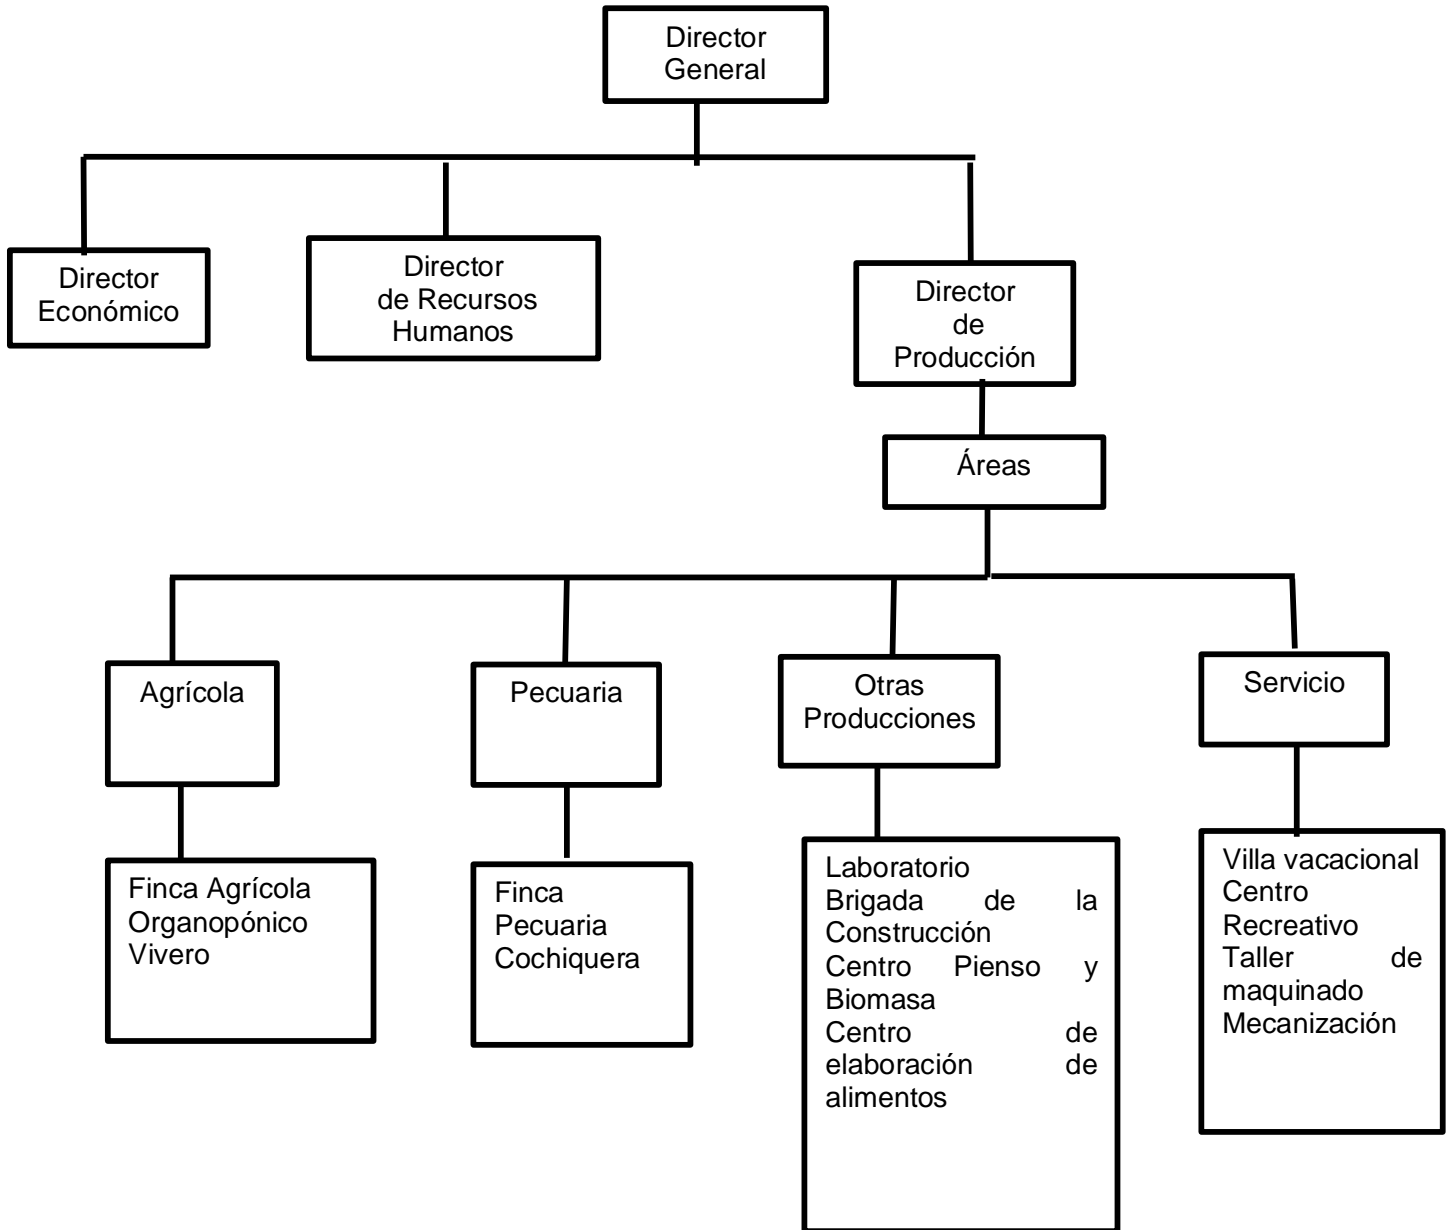 Director
General
Director
Económico
Director
de Recursos
Humanos
Director
de
Producción
Áreas
Agrícola
Pecuaria
Otras
Producciones
Servicio
Finca Agrícola
Organopónico
Vivero
Finca
Pecuaria
Cochiquera
Laboratorio
Brigada de la
Construcción
Centro Pienso y
Biomasa
Centro de
elaboración de
alimentos
Villa vacacional
Centro
Recreativo
Taller de
maquinado
Mecanización